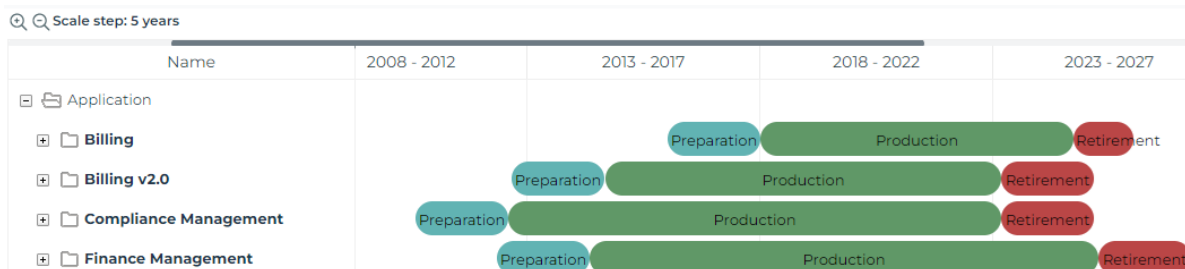 Scale step: 5 years
Name 2008 - 2012 2013 - 2017 2018 - 2022 2023 - 2027
Application
Billing Preparation Production Retirement
Billing v2.0 Preparation Production Retirement
Compliance Management Preparation Production Retirement
Finance Management Preparation Production Retirement